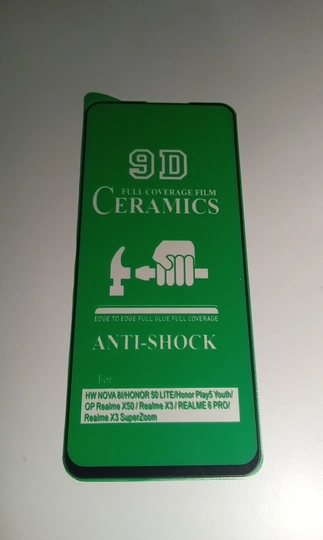 9D
FULL COVERAGE FILM
CERAMICS
EDGE TO EDGE FULL GLUE FULL COVERAGE
ANTI-SHOCK
For
HW NOVA 8I/HONOR 50 LITE/Honor Play5 Youth/
OP Realme X50 / Realme X3 / REALME 6 PRO/
Realme X3 SuperZoom